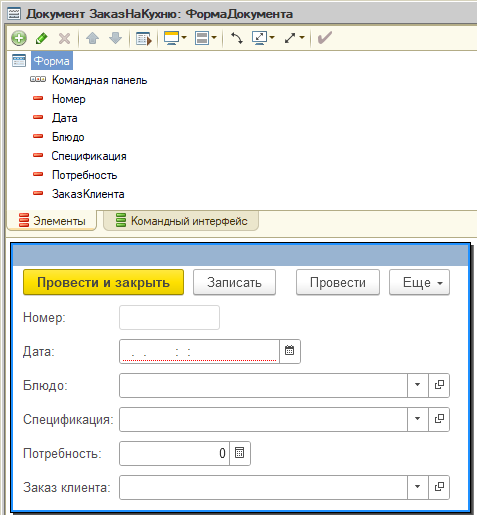 Документ ЗаказНаКухню: ФормаДокумента
Форма
Командная панель
Номер
Дата
Блюдо
Спецификация
Потребность
ЗаказКлиента
Элементы Командный интерфейс
Провести и закрыть Записать Провести Еще
Номер:
Дата: . . : :
Блюдо:
Спецификация:
Потребность: 0
Заказ клиента: